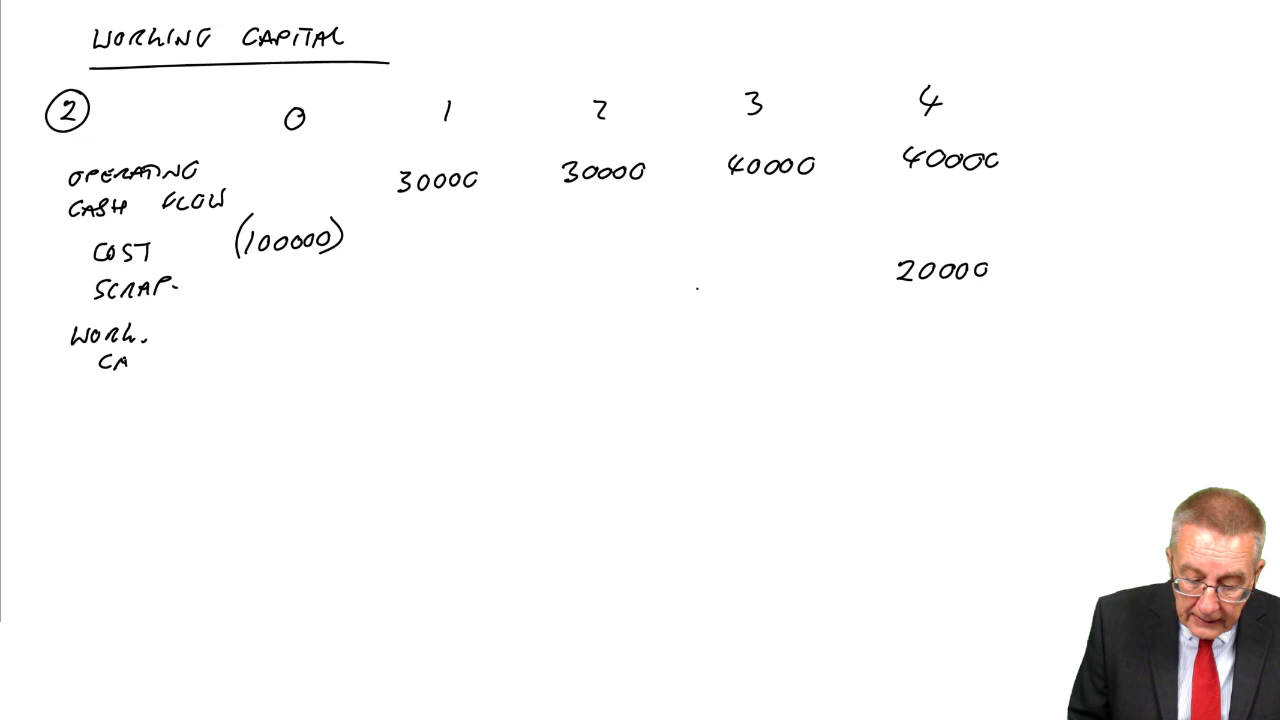 WORKING CAPITAL
② 0 1 2 3 4
OPERATING 30000 30000 40000 40000
CASH FLOW
COST (100000)
SCRAP. 20000
WORK.
CA